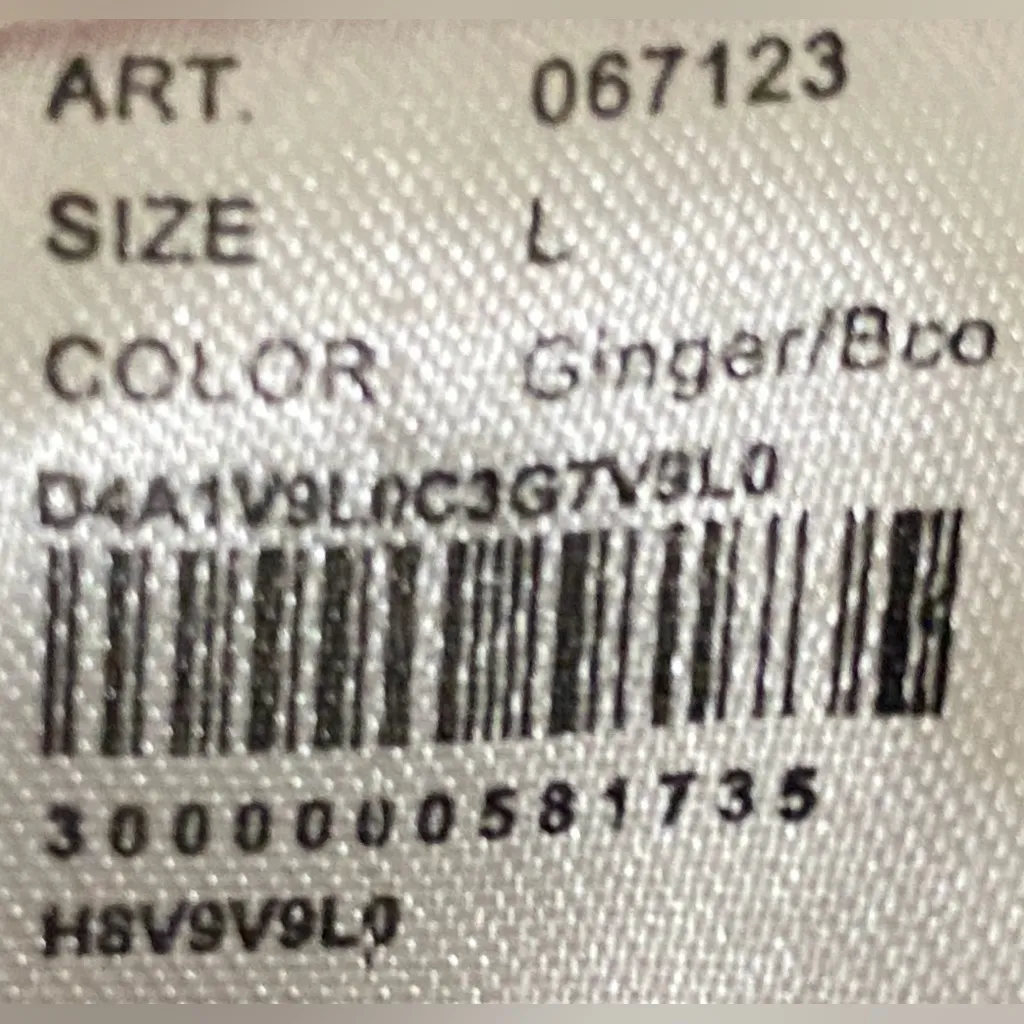 ART. 067123
SIZE L
COLOR Ginger/Bco
D4A1V9L0C3G7V9L0
3000000581735
H8V9V9L0